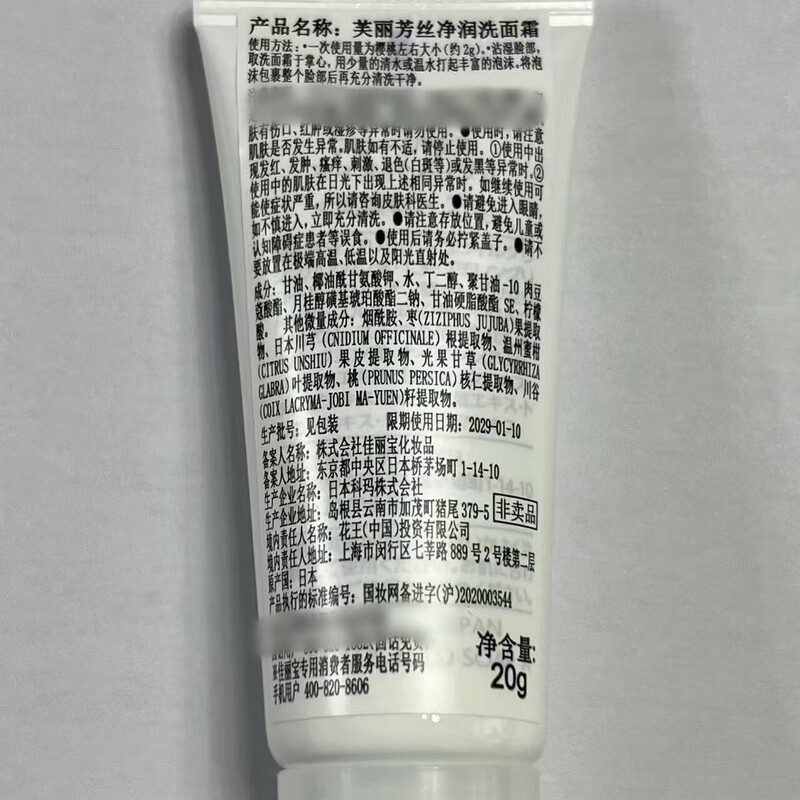 产品名称：芙丽芳丝净润洗面霜
使用方法：·一次使用量为樱桃左右大小(约2g)。·沾湿脸部，
取洗面霜于掌心，用少量的清水或温水打起丰富的泡沫。将泡
沫包裹整个脸部后再充分清洗干净。
肤有伤口、红肿或湿疹等异常时请勿使用。●使用时，请注意
肌肤是否发生异常。肌肤如有不适，请停止使用。①使用中出
现发红、发肿、瘙痒、刺激、退色(白斑等)或发黑等异常时。②
使用中的肌肤在日光下出现上述相同异常时。如继续使用可
能使症状严重，所以请咨询皮肤科医生。●请避免进入眼睛，
如不慎进入，立即充分清洗。●请注意存放位置，避免儿童或
认知障碍症患者等误食。●使用后请务必拧紧盖子。●请不
要放置在极端高温、低温以及阳光直射处。
成分：甘油、椰油酰甘氨酸钾、水、丁二醇、聚甘油-10 肉豆
蔻酸酯、月桂醇磺基琥珀酸酯二钠、甘油硬脂酸酯 SE、柠檬
酸。 其他微量成分：烟酰胺、枣(ZIZIPHUS JUJUBA)果提取
物、日本川芎 (CNIDIUM OFFICINALE) 根提取物、温州蜜柑
(CITRUS UNSHIU) 果皮提取物、光果甘草 (GLYCYRRHIZA
GLABRA) 叶提取物、桃 (PRUNUS PERSICA) 核仁提取物、川谷
(COIX LACRYMA-JOBI MA-YUEN) 籽提取物。
生产批号：见包装 限期使用日期：2029-01-10
备案人名称：株式会社佳丽宝化妆品
备案人地址：东京都中央区日本桥茅场町 1-14-10
生产企业名称：日本科玛株式会社
生产企业地址：岛根县云南市加茂町猪尾 379-5 非卖品
境内责任人名称：花王(中国)投资有限公司
境内责任人地址：上海市闵行区七莘路 889 号 2 号楼第二层
原产国：日本
产品执行的标准编号：国妆网备进字(沪)2020003544
佳丽宝专用消费者服务电话号码
手机用户 400-820-8606
净含量:
20g